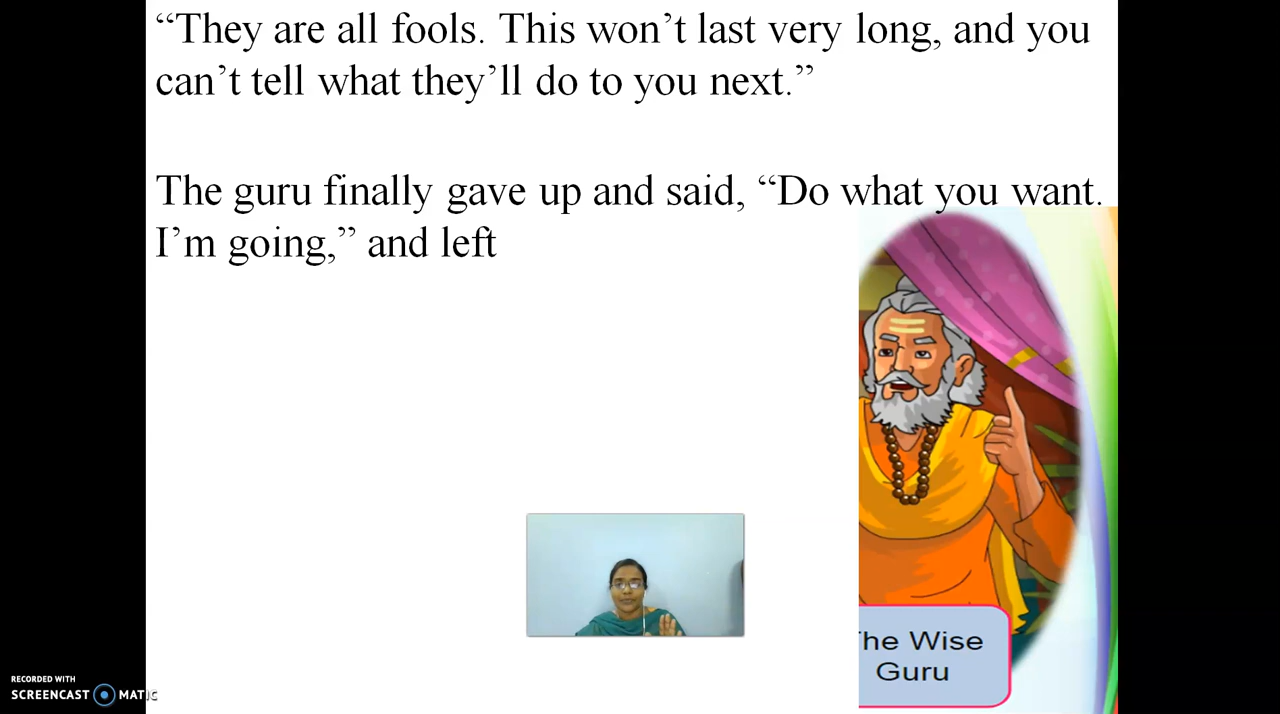 “They are all fools. This won’t last very long, and you
can’t tell what they’ll do to you next.”
The guru finally gave up and said, “Do what you want.
I’m going,” and left
he Wise
Guru
RECORDED WITH
SCREENCAST MATIC